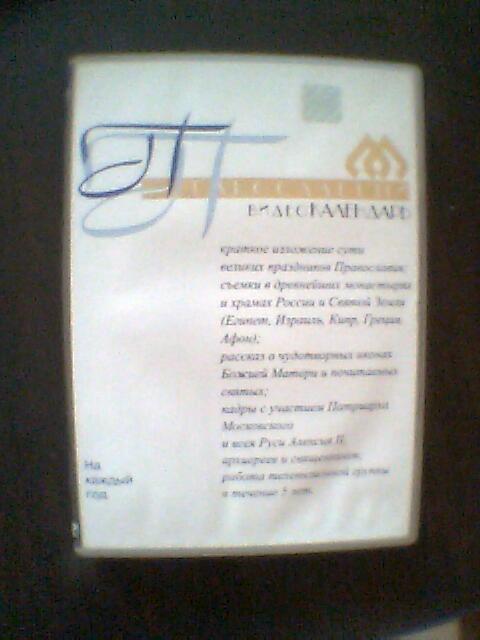 П
ПРАВОСЛАВНЫЙ
ВИДЕОКАЛЕНДАРЬ
краткое изложение сути
великих праздников Православия;
съемки в древнейших монастырях
и храмах России и Святой Земли
(Египет, Израиль, Кипр, Греция,
Афон);
рассказ о чудотворных иконах
Божией Матери и почитаемых
святых;
кадры с участием Патриарха
Московского
и всея Руси Алексия II,
архиереев и священников;
работа телевизионной группы
в течение 5 лет.
На
каждый
год